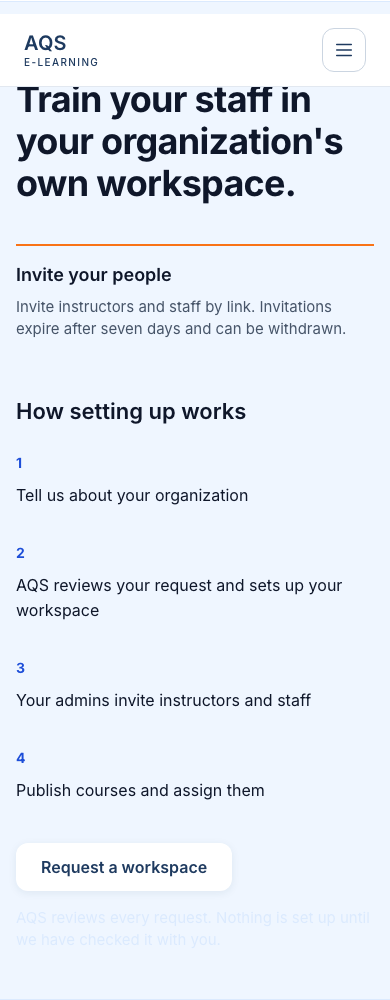 AQS
E-LEARNING
Train your staff in
your organization's
own workspace.
Invite your people
Invite instructors and staff by link. Invitations
expire after seven days and can be withdrawn.
How setting up works
1
Tell us about your organization
2
AQS reviews your request and sets up your
workspace
3
Your admins invite instructors and staff
4
Publish courses and assign them
Request a workspace
AQS reviews every request. Nothing is set up until
we have checked it with you.